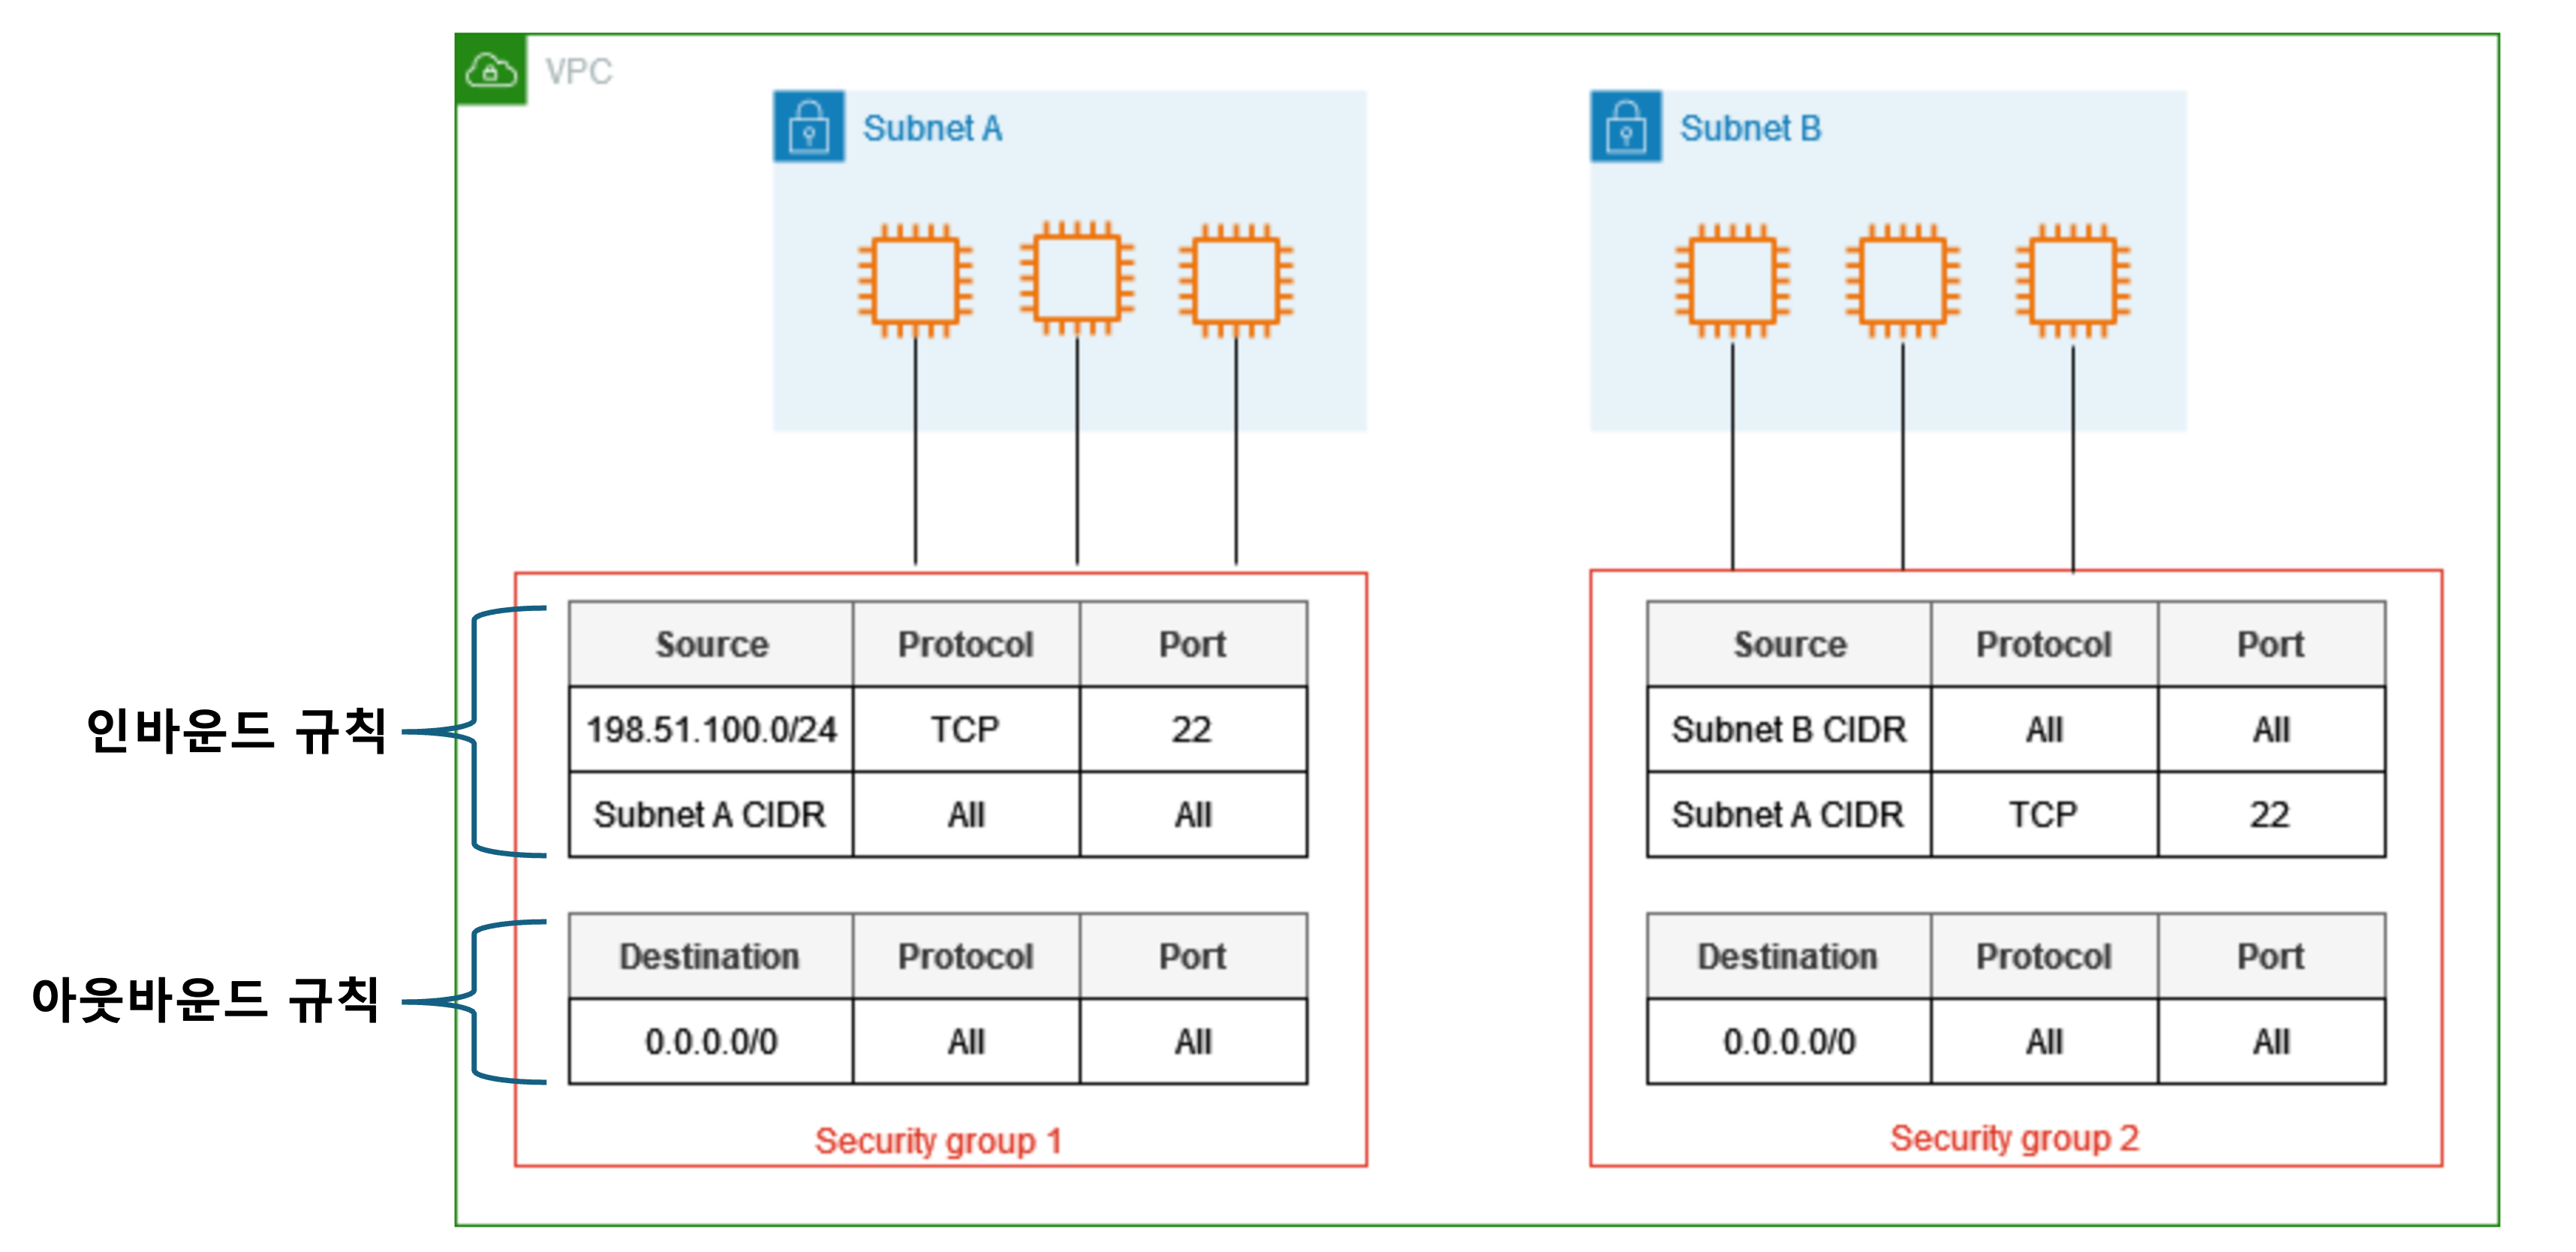 VPC
Subnet A
Subnet B
인바운드 규칙
Source Protocol Port
198.51.100.0/24 TCP 22
Subnet A CIDR All All
아웃바운드 규칙
Destination Protocol Port
0.0.0.0/0 All All
Security group 1
Source Protocol Port
Subnet B CIDR All All
Subnet A CIDR TCP 22
Destination Protocol Port
0.0.0.0/0 All All
Security group 2